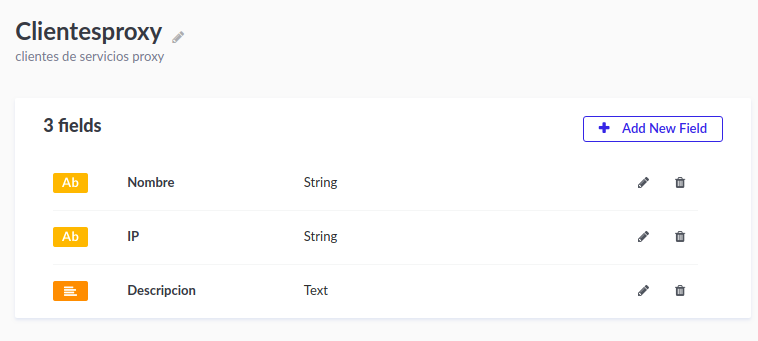 Clientesproxy
clientes de servicios proxy
3 fields
+ Add New Field
Ab Nombre String
Ab IP String
Descripcion Text